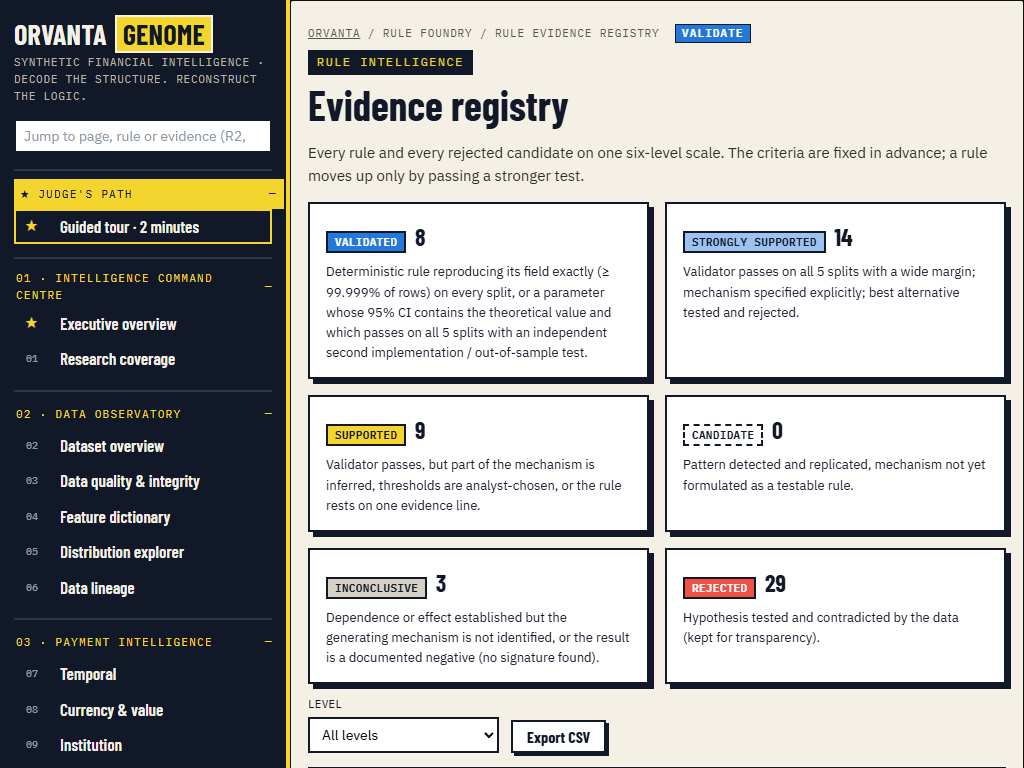 ORVANTA GENOME
SYNTHETIC FINANCIAL INTELLIGENCE ·
DECODE THE STRUCTURE. RECONSTRUCT
THE LOGIC.
Jump to page, rule or evidence (R2,
★ JUDGE'S PATH –
★ Guided tour · 2 minutes
01 · INTELLIGENCE COMMAND
CENTRE –
★ Executive overview
01 Research coverage
02 · DATA OBSERVATORY –
02 Dataset overview
03 Data quality & integrity
04 Feature dictionary
05 Distribution explorer
06 Data lineage
03 · PAYMENT INTELLIGENCE –
07 Temporal
08 Currency & value
09 Institution
ORVANTA / RULE FOUNDRY / RULE EVIDENCE REGISTRY VALIDATE
RULE INTELLIGENCE
Evidence registry
Every rule and every rejected candidate on one six-level scale. The criteria are fixed in advance; a rule
moves up only by passing a stronger test.
VALIDATED 8
Deterministic rule reproducing its field exactly (≥
99.999% of rows) on every split, or a parameter
whose 95% CI contains the theoretical value and
which passes on all 5 splits with an independent
second implementation / out-of-sample test.
STRONGLY SUPPORTED 14
Validator passes on all 5 splits with a wide margin;
mechanism specified explicitly; best alternative
tested and rejected.
SUPPORTED 9
Validator passes, but part of the mechanism is
inferred, thresholds are analyst-chosen, or the rule
rests on one evidence line.
CANDIDATE 0
Pattern detected and replicated, mechanism not yet
formulated as a testable rule.
INCONCLUSIVE 3
Dependence or effect established but the
generating mechanism is not identified, or the result
is a documented negative (no signature found).
REJECTED 29
Hypothesis tested and contradicted by the data
(kept for transparency).
LEVEL
All levels
Export CSV